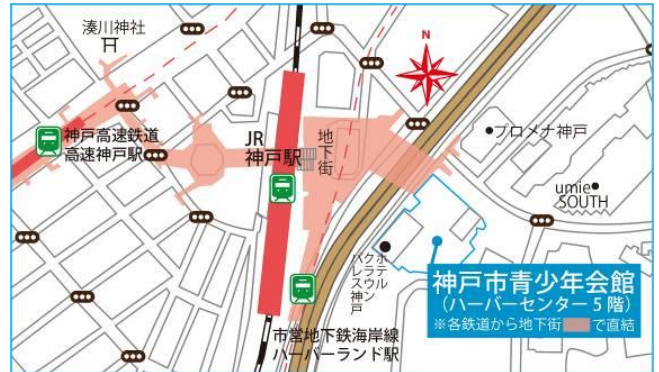 湊川神社
N
神戸高速鉄道
高速神戸駅
JR
神戸駅
地下街
プロメナ神戸
umie
SOUTH
ホテル
クラウン
パレス神戸
神戸市青少年会館
（ハーバーセンター5階）
※各鉄道から地下街 で直結
市営地下鉄海岸線
ハーバーランド駅